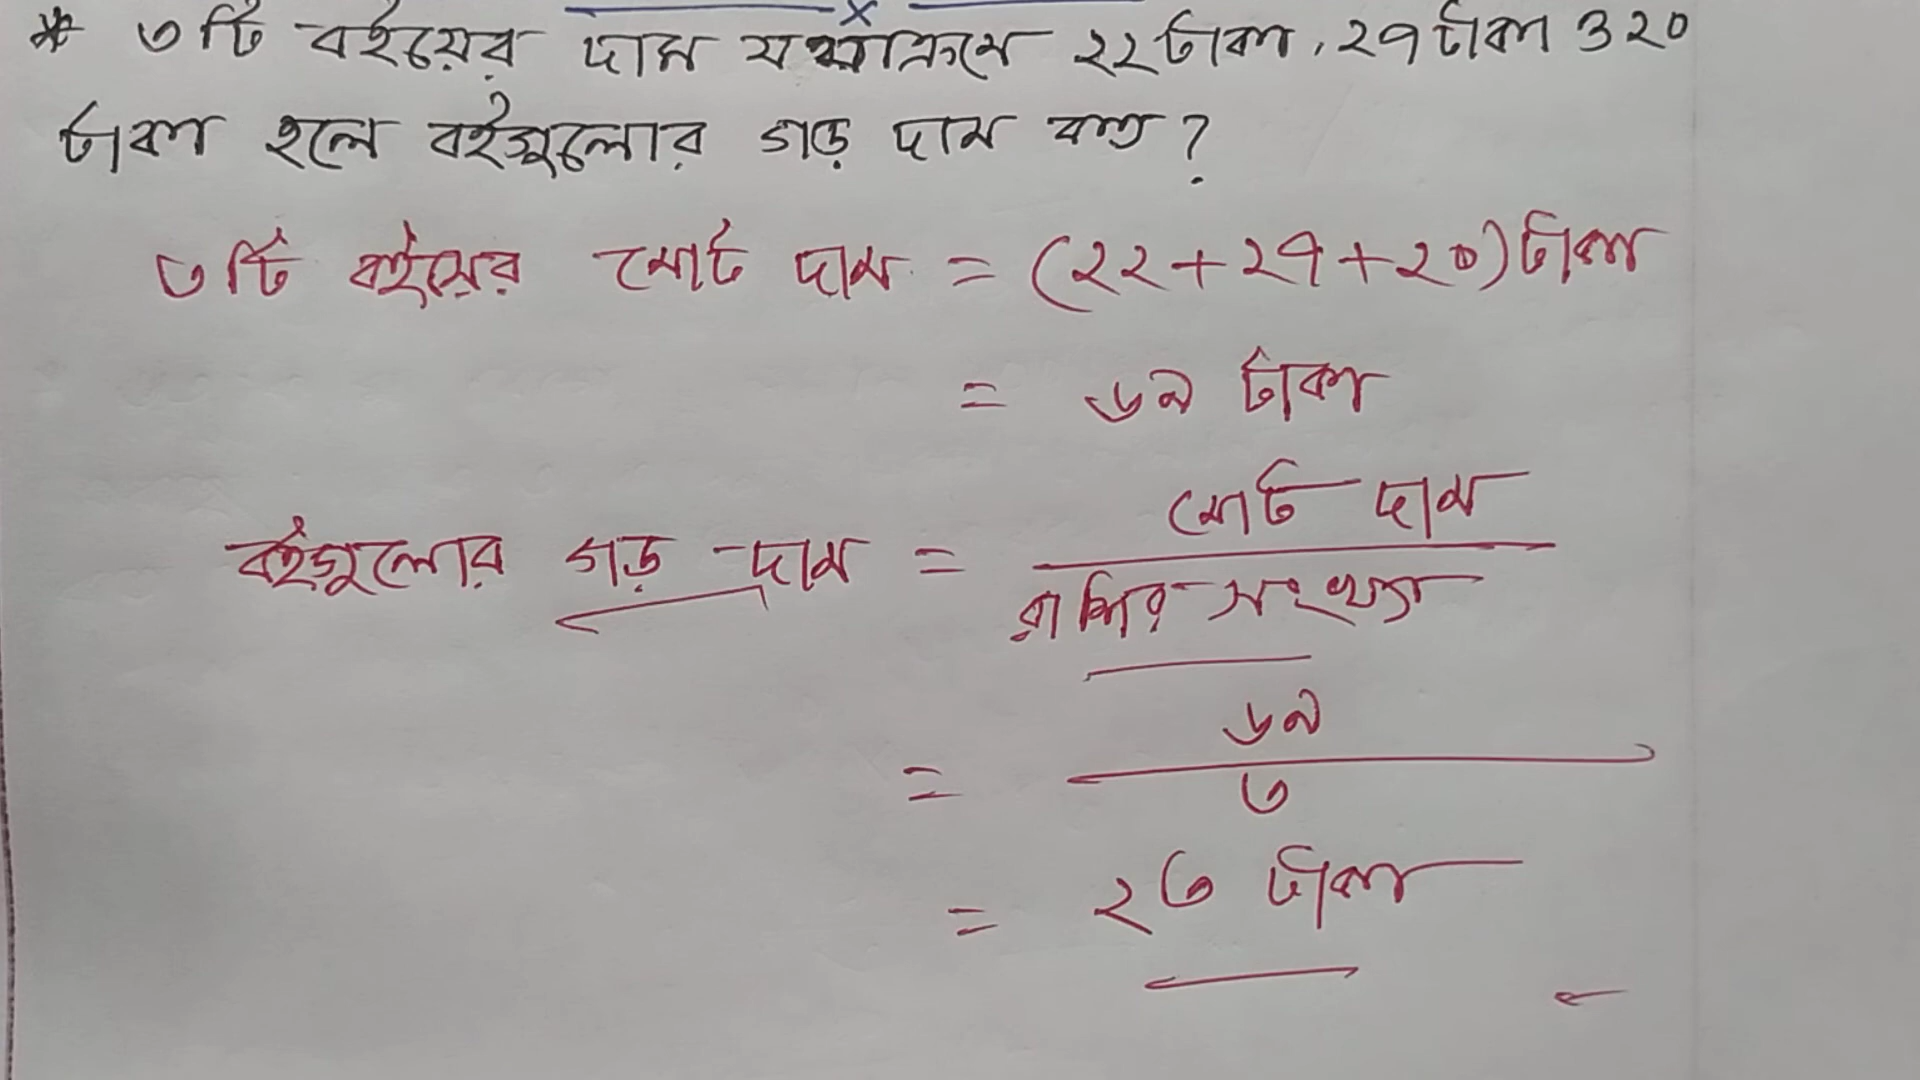 * ৩টি বইয়ের দাম যথাক্রমে ২২টাকা, ২৭টাকা ও ২০
টাকা হলে বইগুলোর গড় দাম কত?
৩টি বইয়ের মোট দাম = (২২+২৭+২০)টাকা
= ৬৯ টাকা
বইগুলোর গড় দাম = মোট দাম
রাশির সংখ্যা
= ৬৯
৩
= ২৩ টাকা